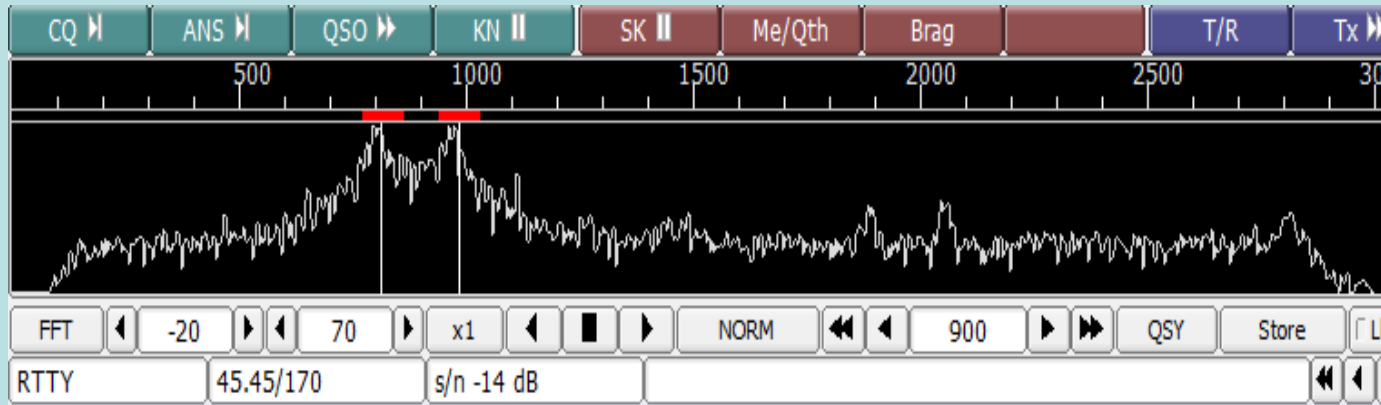 CQ ANS QSO KN SK Me/Qth Brag T/R Tx
500 1000 1500 2000 2500
FFT -20 70 x1 NORM 900 QSY Store
RTTY 45.45/170 s/n -14 dB